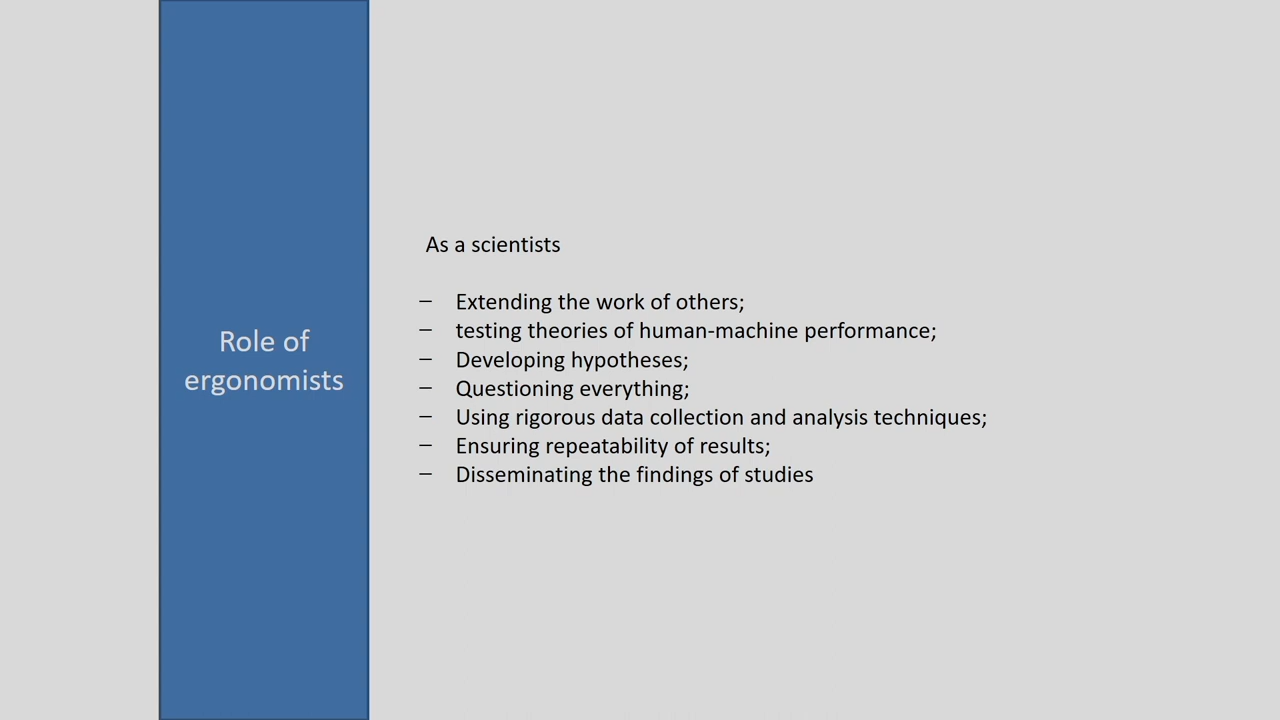 Role of
ergonomists
As a scientists
– Extending the work of others;
– testing theories of human-machine performance;
– Developing hypotheses;
– Questioning everything;
– Using rigorous data collection and analysis techniques;
– Ensuring repeatability of results;
– Disseminating the findings of studies